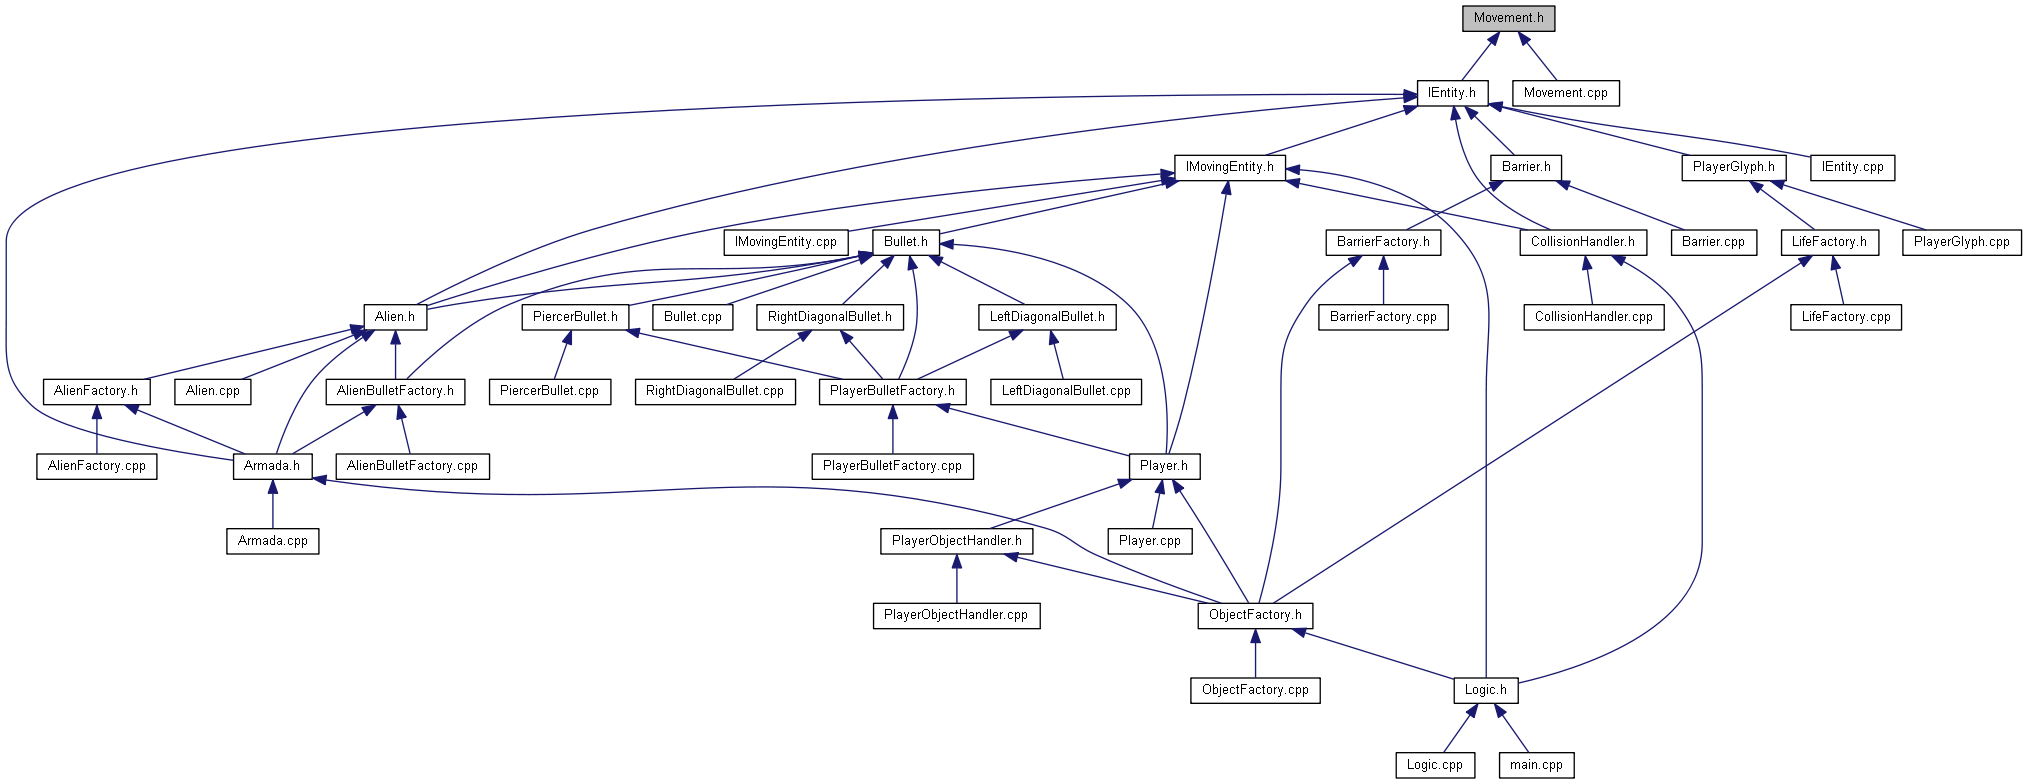 Movement.h
IEntity.h
Movement.cpp
IMovingEntity.h
Barrier.h
PlayerGlyph.h
IEntity.cpp
IMovingEntity.cpp
Bullet.h
BarrierFactory.h
CollisionHandler.h
Barrier.cpp
LifeFactory.h
PlayerGlyph.cpp
Alien.h
PiercerBullet.h
Bullet.cpp
RightDiagonalBullet.h
LeftDiagonalBullet.h
BarrierFactory.cpp
CollisionHandler.cpp
LifeFactory.cpp
AlienFactory.h
Alien.cpp
AlienBulletFactory.h
PiercerBullet.cpp
RightDiagonalBullet.cpp
PlayerBulletFactory.h
LeftDiagonalBullet.cpp
AlienFactory.cpp
Armada.h
AlienBulletFactory.cpp
PlayerBulletFactory.cpp
Player.h
Armada.cpp
PlayerObjectHandler.h
Player.cpp
PlayerObjectHandler.cpp
ObjectFactory.h
ObjectFactory.cpp
Logic.h
Logic.cpp
main.cpp